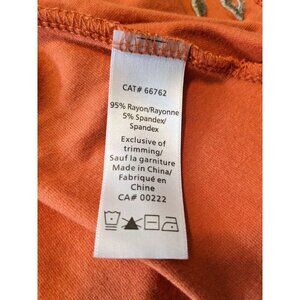 CAT# 66762
95% Rayon/Rayonne
5% Spandex/
Spandex
Exclusive of
trimming/
Sauf la garniture
Made in China/
Fabriqué en
Chine
CA# 00222